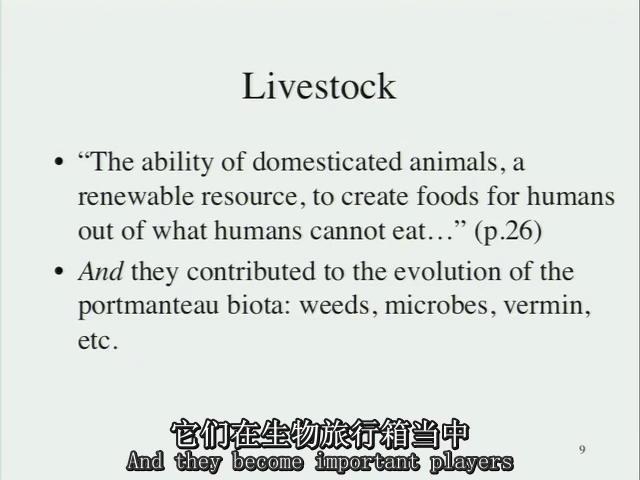 Livestock
• “The ability of domesticated animals, a
renewable resource, to create foods for humans
out of what humans cannot eat…” (p.26)
• And they contributed to the evolution of the
portmanteau biota: weeds, microbes, vermin,
etc.
它们在生物旅行箱当中
And they become important players
9